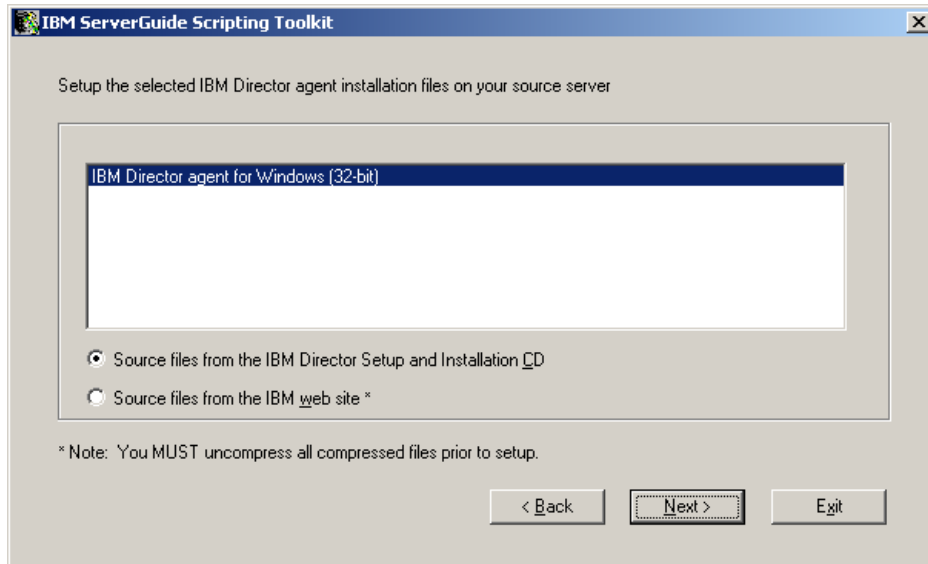 IBM ServerGuide Scripting Toolkit
Setup the selected IBM Director agent installation files on your source server
IBM Director agent for Windows (32-bit)
Source files from the IBM Director Setup and Installation CD
Source files from the IBM web site *
* Note: You MUST uncompress all compressed files prior to setup.
< Back Next > Exit